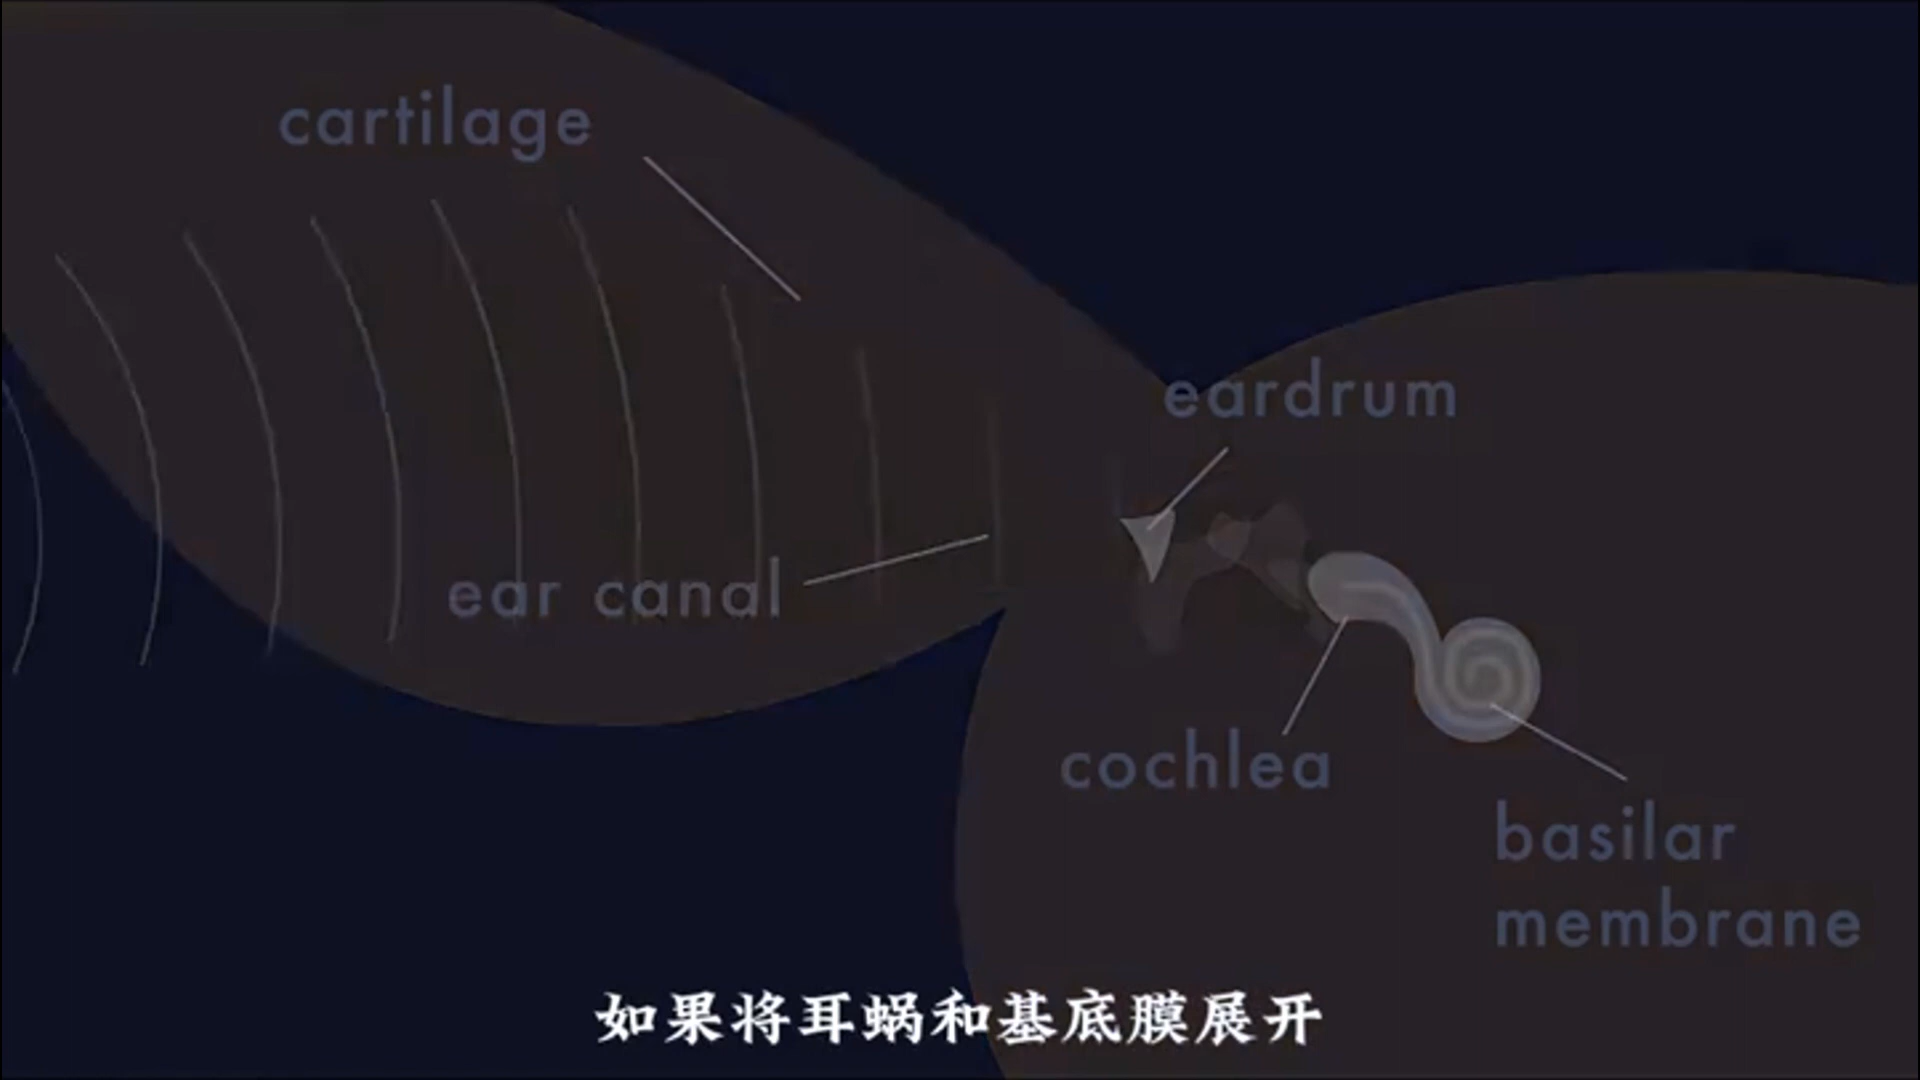 cartilage
eardrum
ear canal
cochlea
basilar
membrane
如果将耳蜗和基底膜展开